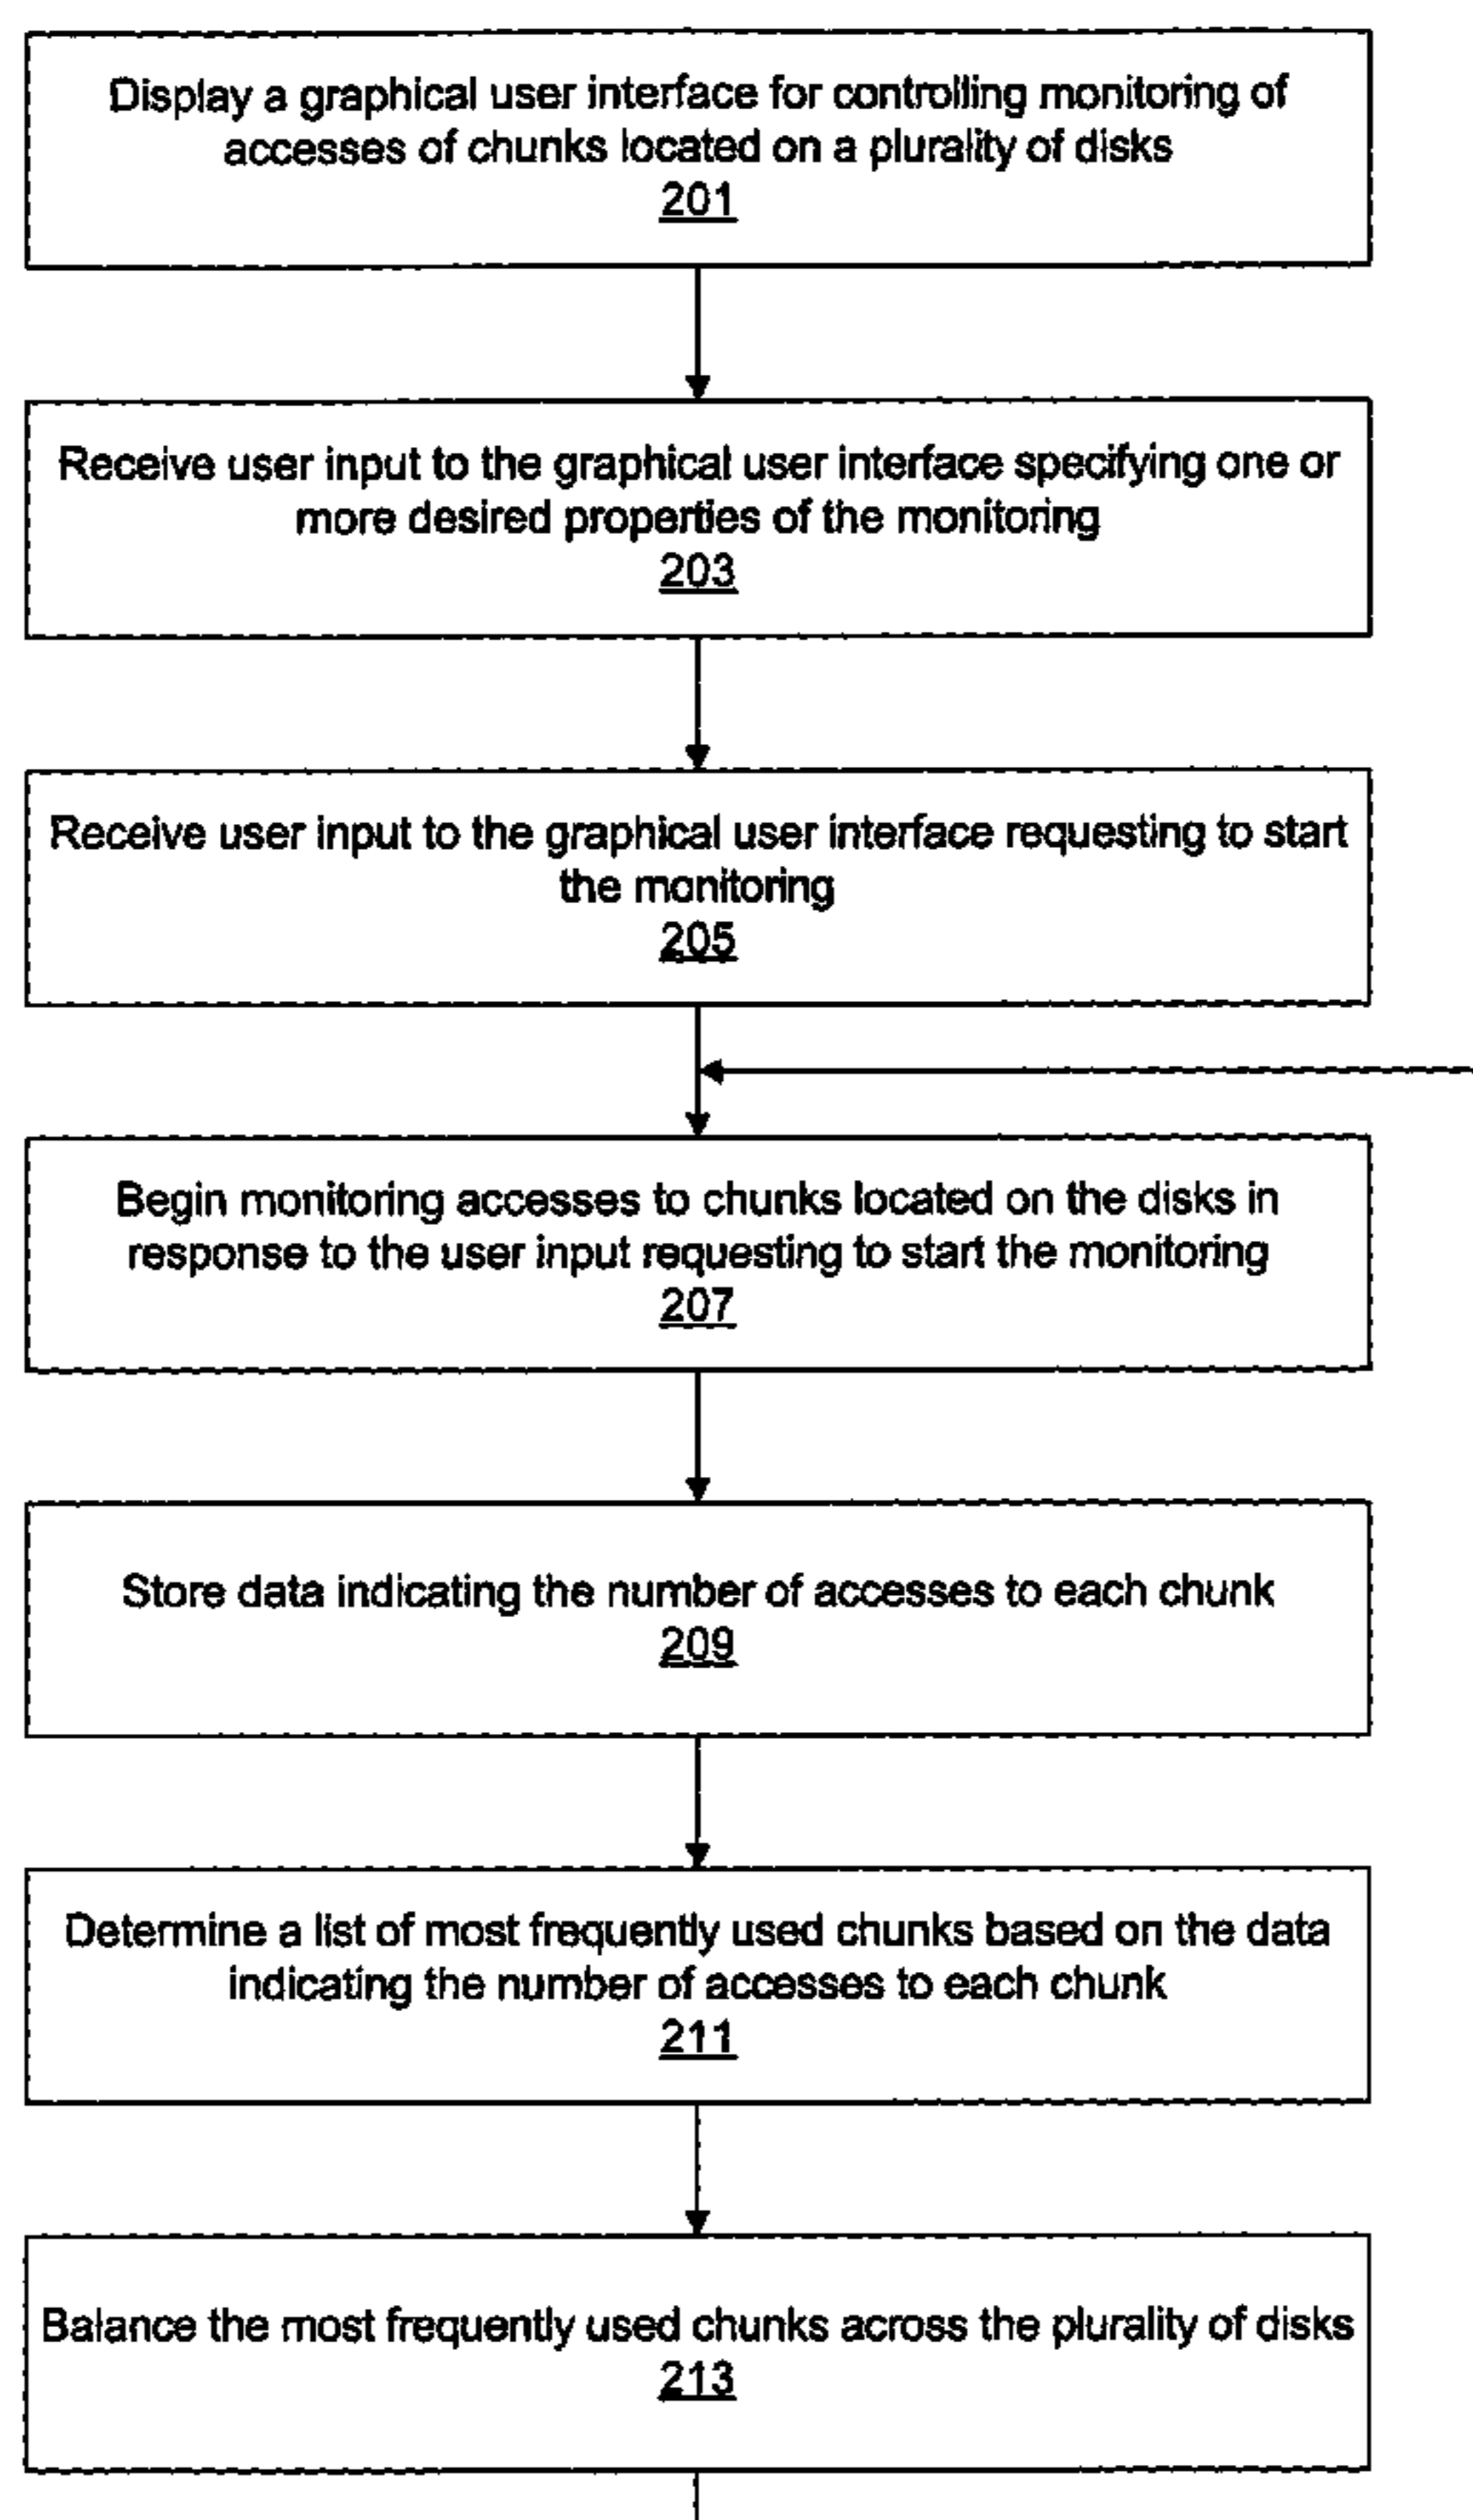 Display a graphical user interface for controlling monitoring of
accesses of chunks located on a plurality of disks
201
Receive user input to the graphical user interface specifying one or
more desired properties of the monitoring
203
Receive user input to the graphical user interface requesting to start
the monitoring
205
Begin monitoring accesses to chunks located on the disks in
response to the user input requesting to start the monitoring
207
Store data indicating the number of accesses to each chunk
209
Determine a list of most frequently used chunks based on the data
indicating the number of accesses to each chunk
211
Balance the most frequently used chunks across the plurality of disks
213